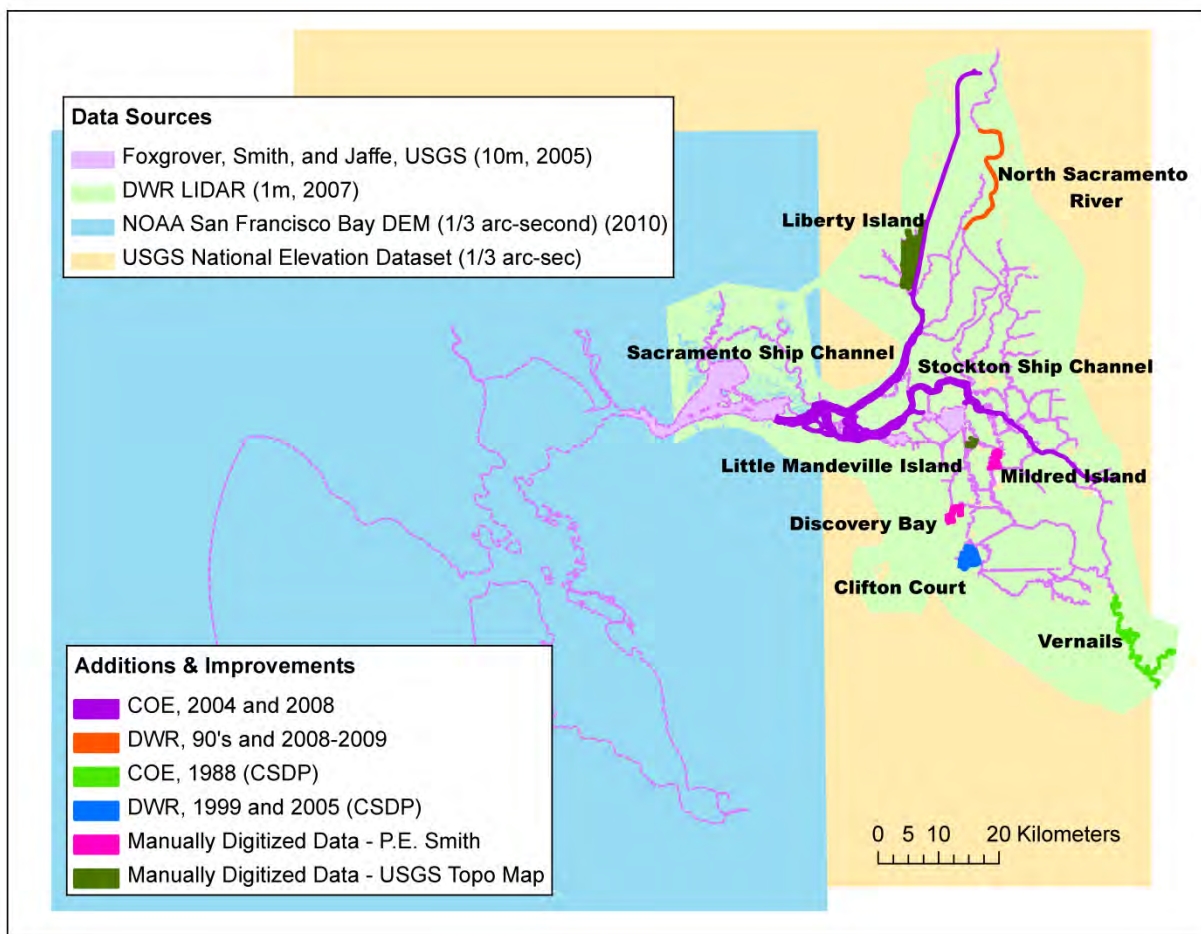 Data Sources
Foxgrover, Smith, and Jaffe, USGS (10m, 2005)
DWR LIDAR (1m, 2007)
NOAA San Francisco Bay DEM (1/3 arc-second) (2010)
USGS National Elevation Dataset (1/3 arc-sec)
North Sacramento
River
Liberty Island
Sacramento Ship Channel
Stockton Ship Channel
Little Mandeville Island
Mildred Island
Discovery Bay
Clifton Court
Vernails
Additions & Improvements
COE, 2004 and 2008
DWR, 90's and 2008-2009
COE, 1988 (CSDP)
DWR, 1999 and 2005 (CSDP)
Manually Digitized Data - P.E. Smith
Manually Digitized Data - USGS Topo Map
0 5 10 20 Kilometers